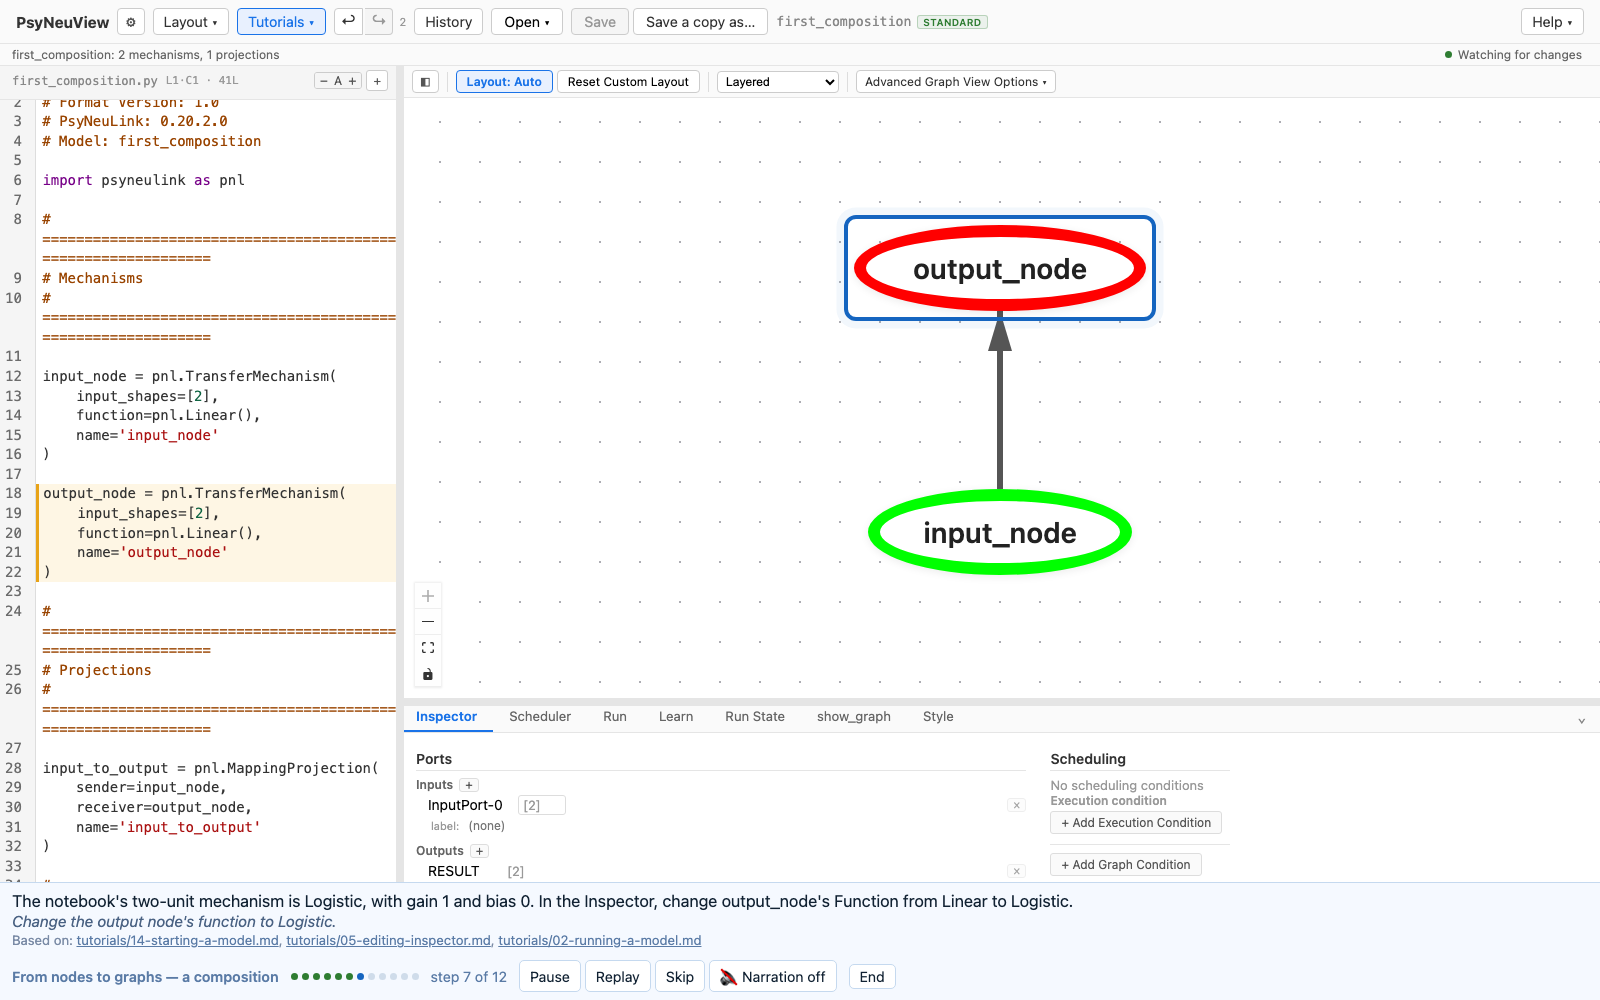 PsyNeuView ⚙ Layout ▾ Tutorials ▾ ↩ ↪ 2 History Open ▾ Save Save a copy as... first_composition STANDARD Help ▾
first_composition: 2 mechanisms, 1 projections
Watching for changes
first_composition.py L1·C1 · 41L − A + +
Layout: Auto Reset Custom Layout Layered Advanced Graph View Options ▾
2 # Format Version: 1.0
3 # PsyNeuLink: 0.20.2.0
4 # Model: first_composition
5
6 import psyneulink as pnl
7
8 #
==========================================
====================
9 # Mechanisms
10 #
==========================================
====================
11
12 input_node = pnl.TransferMechanism(
13     input_shapes=[2],
14     function=pnl.Linear(),
15     name='input_node'
16 )
17
18 output_node = pnl.TransferMechanism(
19     input_shapes=[2],
20     function=pnl.Linear(),
21     name='output_node'
22 )
23
24 #
==========================================
====================
25 # Projections
26 #
==========================================
====================
27
28 input_to_output = pnl.MappingProjection(
29     sender=input_node,
30     receiver=output_node,
31     name='input_to_output'
32 )
33
output_node
input_node
Inspector Scheduler Run Learn Run State show_graph Style
Ports
Inputs +
InputPort-0 [2] x
label: (none)
Outputs +
RESULT [2] x
Scheduling
No scheduling conditions
Execution condition
+ Add Execution Condition
+ Add Graph Condition
The notebook's two-unit mechanism is Logistic, with gain 1 and bias 0. In the Inspector, change output_node's Function from Linear to Logistic.
Change the output node's function to Logistic.
Based on: tutorials/14-starting-a-model.md, tutorials/05-editing-inspector.md, tutorials/02-running-a-model.md
From nodes to graphs — a composition step 7 of 12 Pause Replay Skip Narration off End